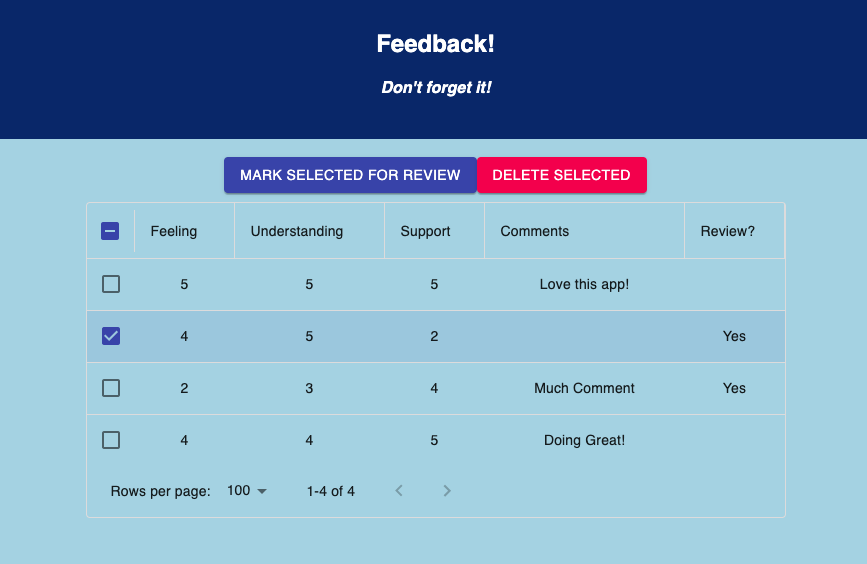 Feedback!
Don't forget it!
MARK SELECTED FOR REVIEW DELETE SELECTED
Feeling Understanding Support Comments Review?
5 5 5 Love this app!
4 5 2 Yes
2 3 4 Much Comment Yes
4 4 5 Doing Great!
Rows per page: 100 1-4 of 4